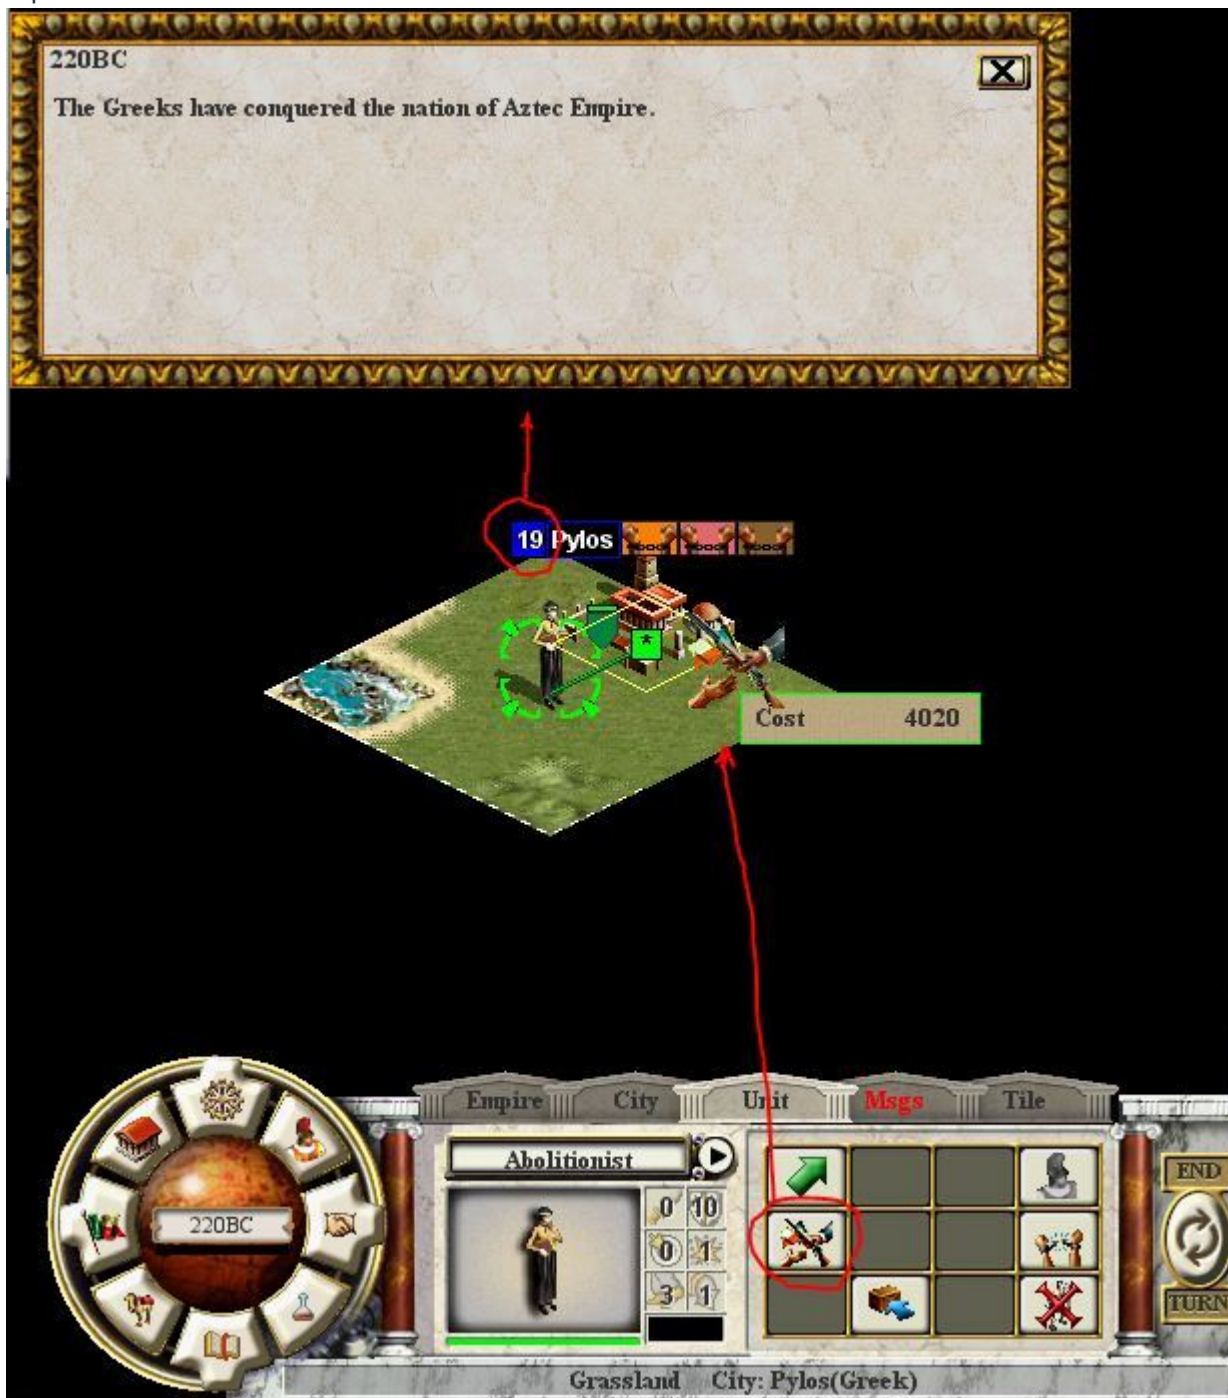 220BC
The Greeks have conquered the nation of Aztec Empire.
19 Pylos
*
Cost 4020
Empire City Unit Msgs Tile
Abolitionist
0 10
0 1
3 1
220BC
END
TURN
Grassland City: Pylos(Greek)